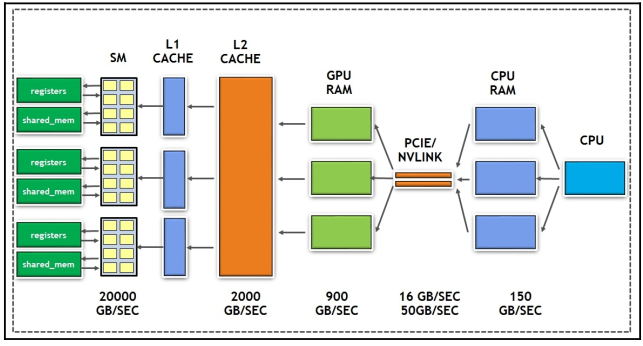 SM
L1
CACHE
L2
CACHE
GPU
RAM
PCIE/
NVLINK
CPU
RAM
CPU
registers
shared_mem
registers
shared_mem
registers
shared_mem
20000
GB/SEC
2000
GB/SEC
900
GB/SEC
16 GB/SEC
50GB/SEC
150
GB/SEC